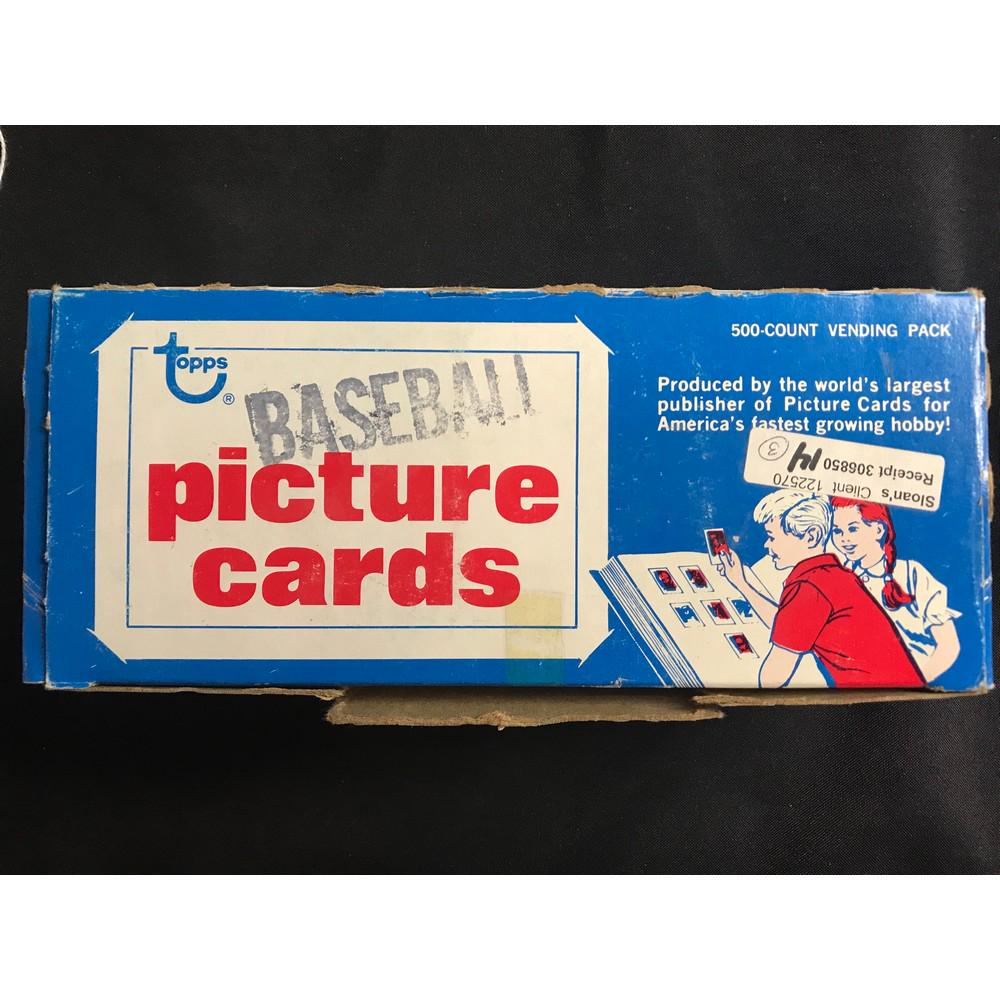 topps
®
BASEBALL
picture
cards
500-COUNT VENDING PACK
Produced by the world's largest
publisher of Picture Cards for
America's fastest growing hobby!
Sloan's Client 122570
Receipt 306850
14
3